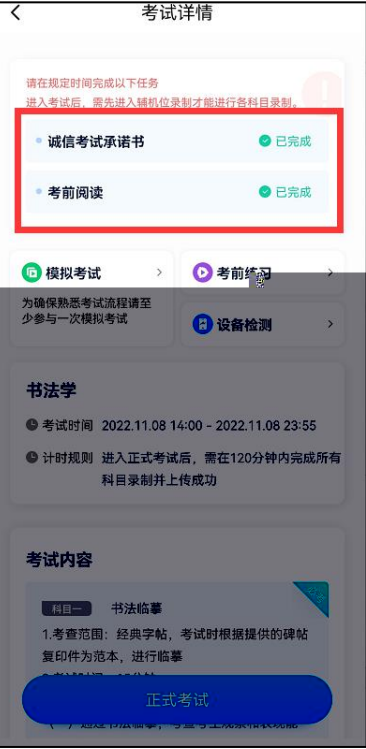 考试详情
请在规定时间完成以下任务
进入考试后，需先进入辅机位录制才能进行各科目录制。
诚信考试承诺书 已完成
考前阅读 已完成
模拟考试
考前练习
为确保熟悉考试流程请至
少参与一次模拟考试
设备检测
书法学
考试时间 2022.11.08 14:00 - 2022.11.08 23:55
计时规则 进入正式考试后，需在120分钟内完成所有
科目录制并上传成功
考试内容
科目一 书法临摹
1.考查范围：经典字帖，考试时根据提供的碑帖
复印件为范本，进行临摹
正式考试